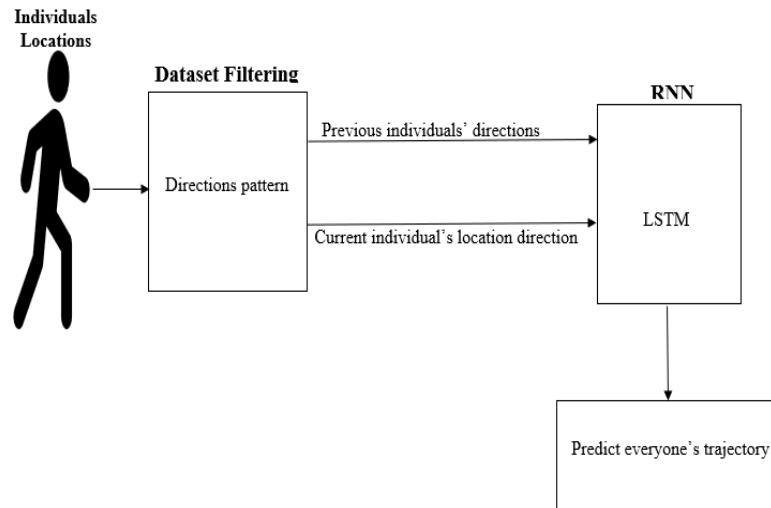 Individuals
Locations
Dataset Filtering
Directions pattern
Previous individuals’ directions
Current individual’s location direction
RNN
LSTM
Predict everyone’s trajectory